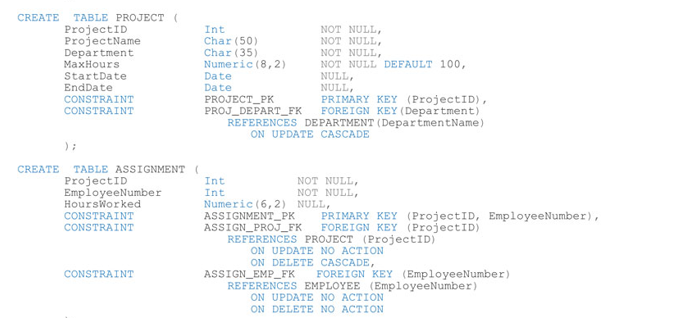 CREATE TABLE PROJECT (
ProjectID Int NOT NULL,
ProjectName Char(50) NOT NULL,
Department Char(35) NOT NULL,
MaxHours Numeric(8,2) NOT NULL DEFAULT 100,
StartDate Date NULL,
EndDate Date NULL,
CONSTRAINT PROJECT_PK PRIMARY KEY (ProjectID),
CONSTRAINT PROJ_DEPART_FK FOREIGN KEY(Department)
REFERENCES DEPARTMENT(DepartmentName)
ON UPDATE CASCADE
);
CREATE TABLE ASSIGNMENT (
ProjectID Int NOT NULL,
EmployeeNumber Int NOT NULL,
HoursWorked Numeric(6,2) NULL,
CONSTRAINT ASSIGNMENT_PK PRIMARY KEY (ProjectID, EmployeeNumber),
CONSTRAINT ASSIGN_PROJ_FK FOREIGN KEY (ProjectID)
REFERENCES PROJECT (ProjectID)
ON UPDATE NO ACTION
ON DELETE CASCADE,
CONSTRAINT ASSIGN_EMP_FK FOREIGN KEY (EmployeeNumber)
REFERENCES EMPLOYEE (EmployeeNumber)
ON UPDATE NO ACTION
ON DELETE NO ACTION